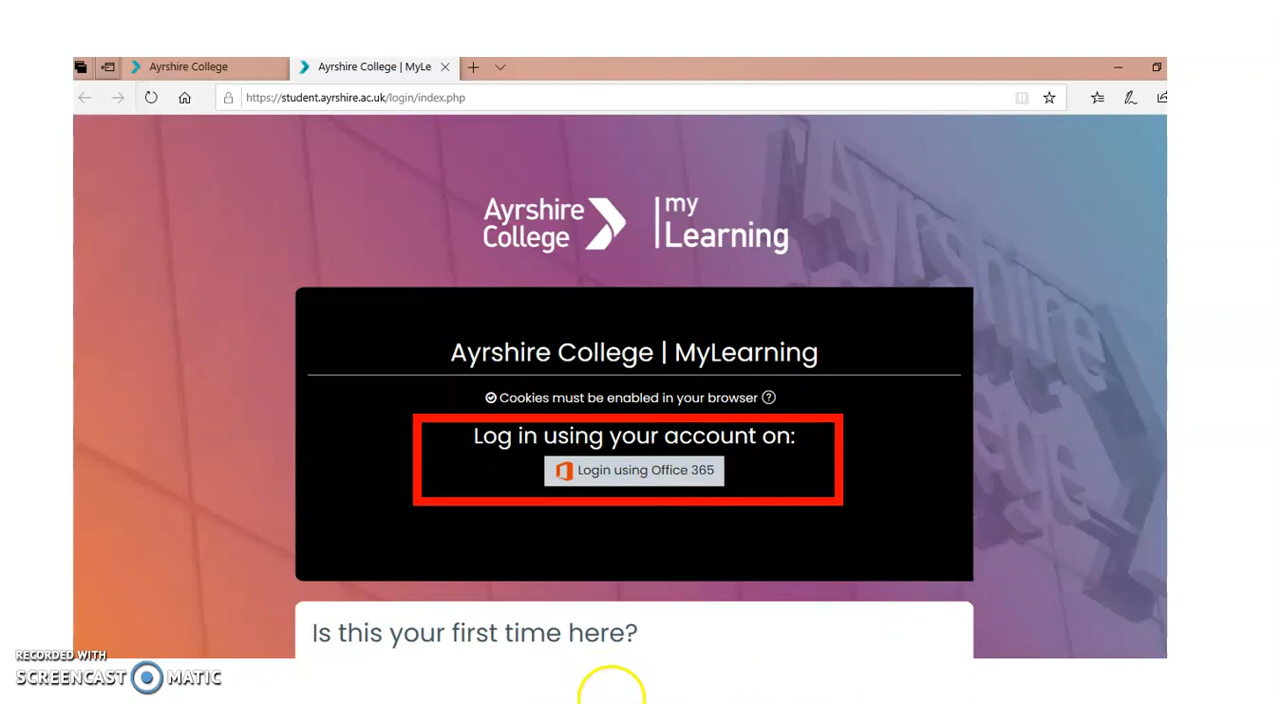 Ayrshire College
Ayrshire College | MyLe
https://student.ayrshire.ac.uk/login/index.php
Ayrshire College
my Learning
Ayrshire College
Ayrshire College | MyLearning
Cookies must be enabled in your browser ?
Log in using your account on:
Login using Office 365
Is this your first time here?
RECORDED WITH
SCREENCAST MATIC